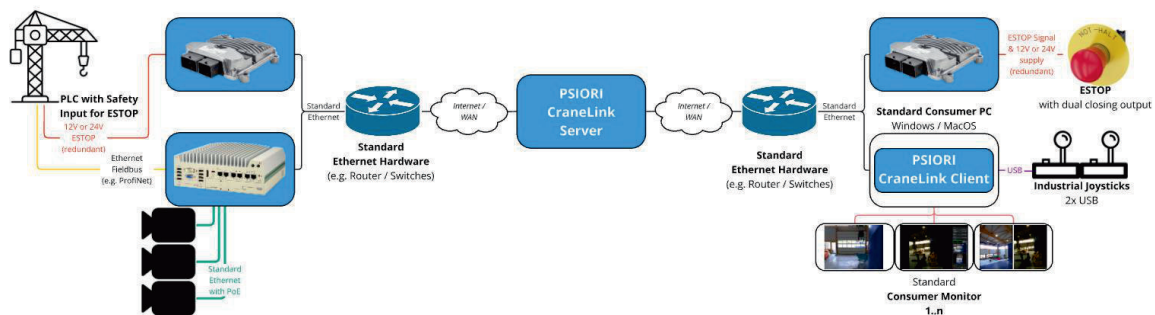 PLC with Safety
Input for ESTOP
12V or 24V
ESTOP
(redundant)
Ethernet
Fieldbus
(e.g. ProfiNet)
Standard
Ethernet
with PoE
Standard
Ethernet
Standard
Ethernet Hardware
(e.g. Router / Switches)
Internet /
WAN
PSIORI
CraneLink
Server
Internet /
WAN
Standard
Ethernet Hardware
(e.g. Router / Switches)
Standard
Ethernet
ESTOP Signal
& 12V or 24V
supply
(redundant)
NOT-HALT
ESTOP
with dual closing output
Standard Consumer PC
Windows / MacOS
PSIORI
CraneLink Client
USB
Industrial Joysticks
2x USB
Standard
Consumer Monitor
1..n